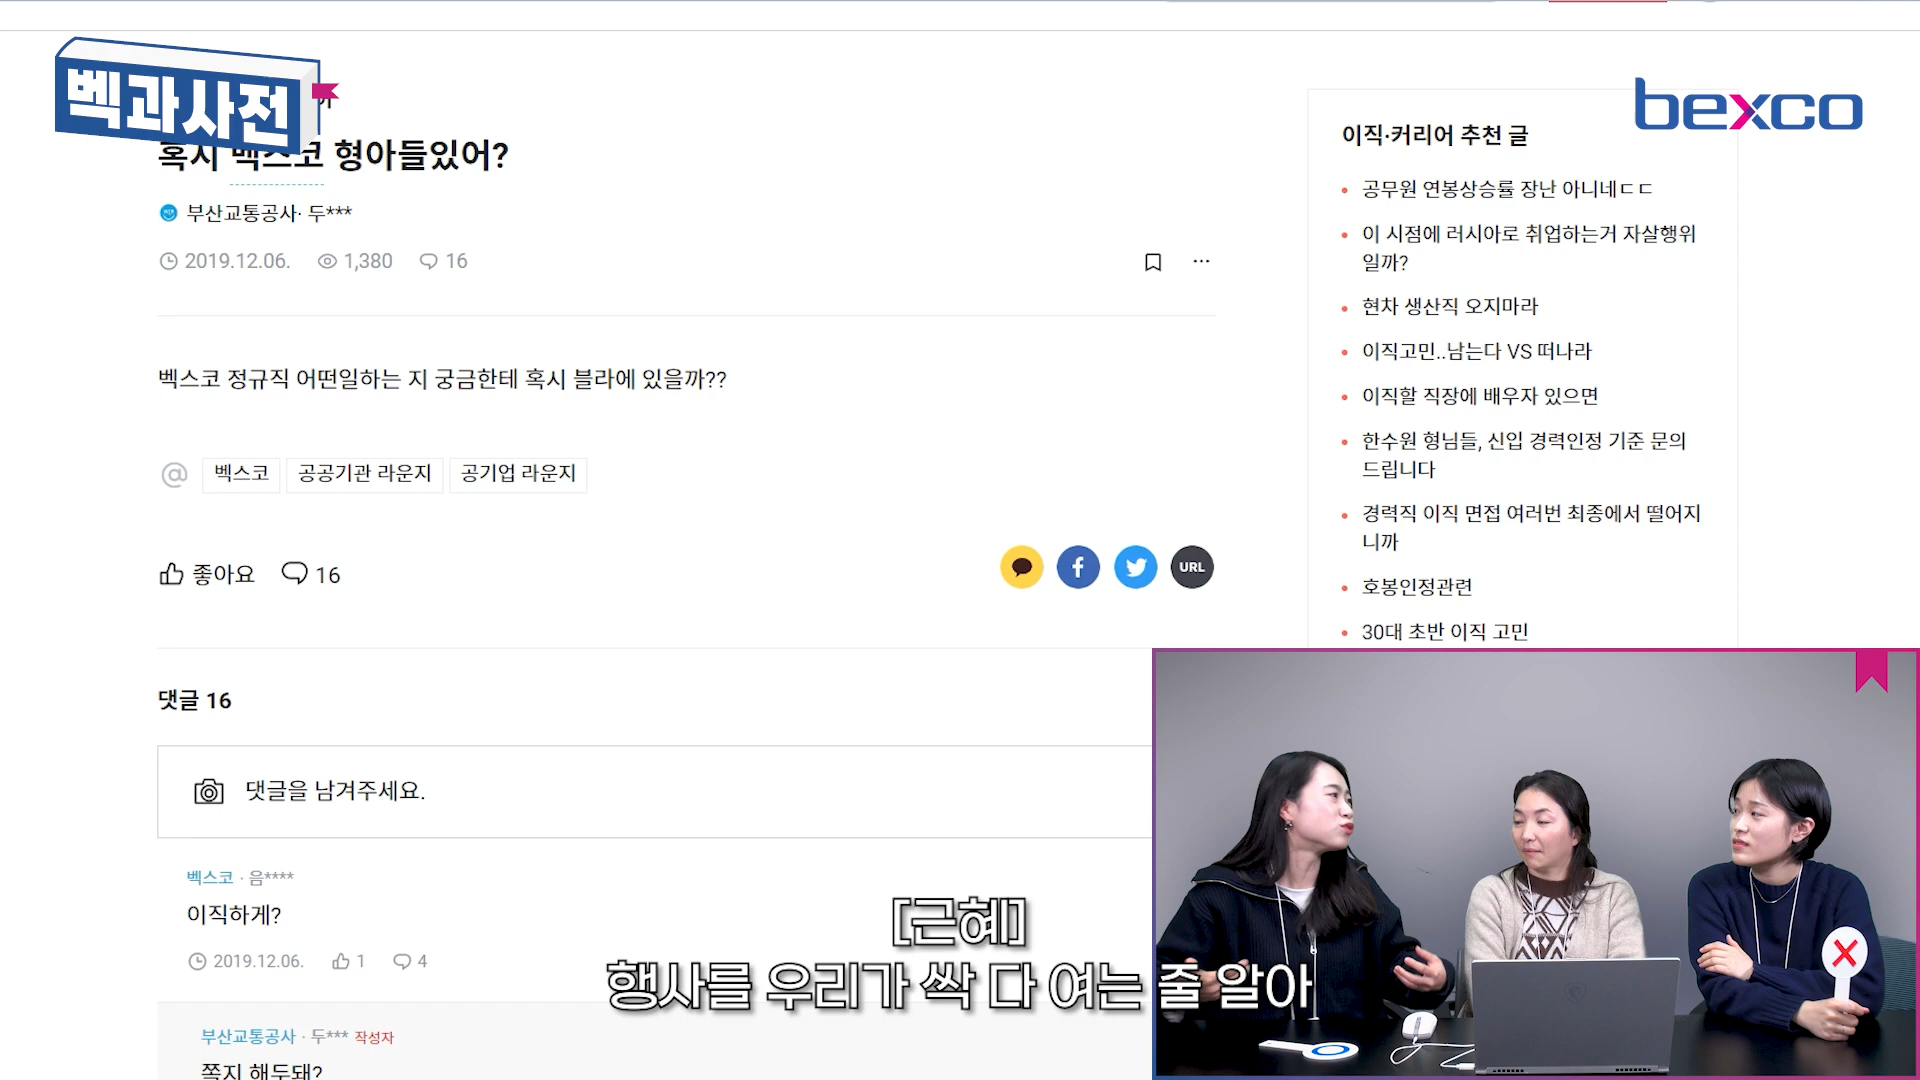 벡과사전
bexco
혹시 벡스코 형아들있어?
부산교통공사· 두***
2019.12.06. 1,380 16
벡스코 정규직 어떤일하는 지 궁금한테 혹시 블라에 있을까??
@ 벡스코 공공기관 라운지 공기업 라운지
좋아요 16
URL
댓글 16
댓글을 남겨주세요.
벡스코 · 음****
이직하게?
2019.12.06. 1 4
부산교통공사 · 두*** 작성자
쪽지 해두돼?
이직·커리어 추천 글
공무원 연봉상승률 장난 아니네ㄷㄷ
이 시점에 러시아로 취업하는거 자살행위
일까?
현차 생산직 오지마라
이직고민..남는다 VS 떠나라
이직할 직장에 배우자 있으면
한수원 형님들, 신입 경력인정 기준 문의
드립니다
경력직 이직 면접 여러번 최종에서 떨어지
니까
호봉인정관련
30대 초반 이직 고민
[근혜]
행사를 우리가 싹 다 여는 줄 알아